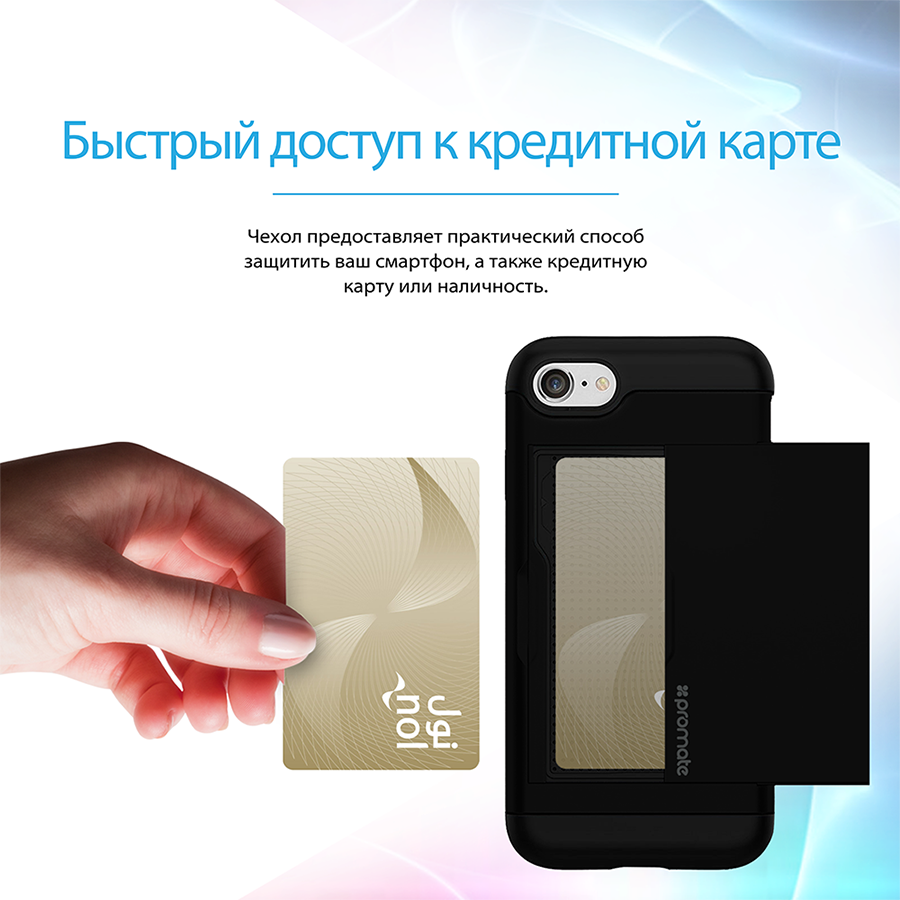 Быстрый доступ к кредитной карте
Чехол предоставляет практический способ
защитить ваш смартфон, а также кредитную
карту или наличность.
promate